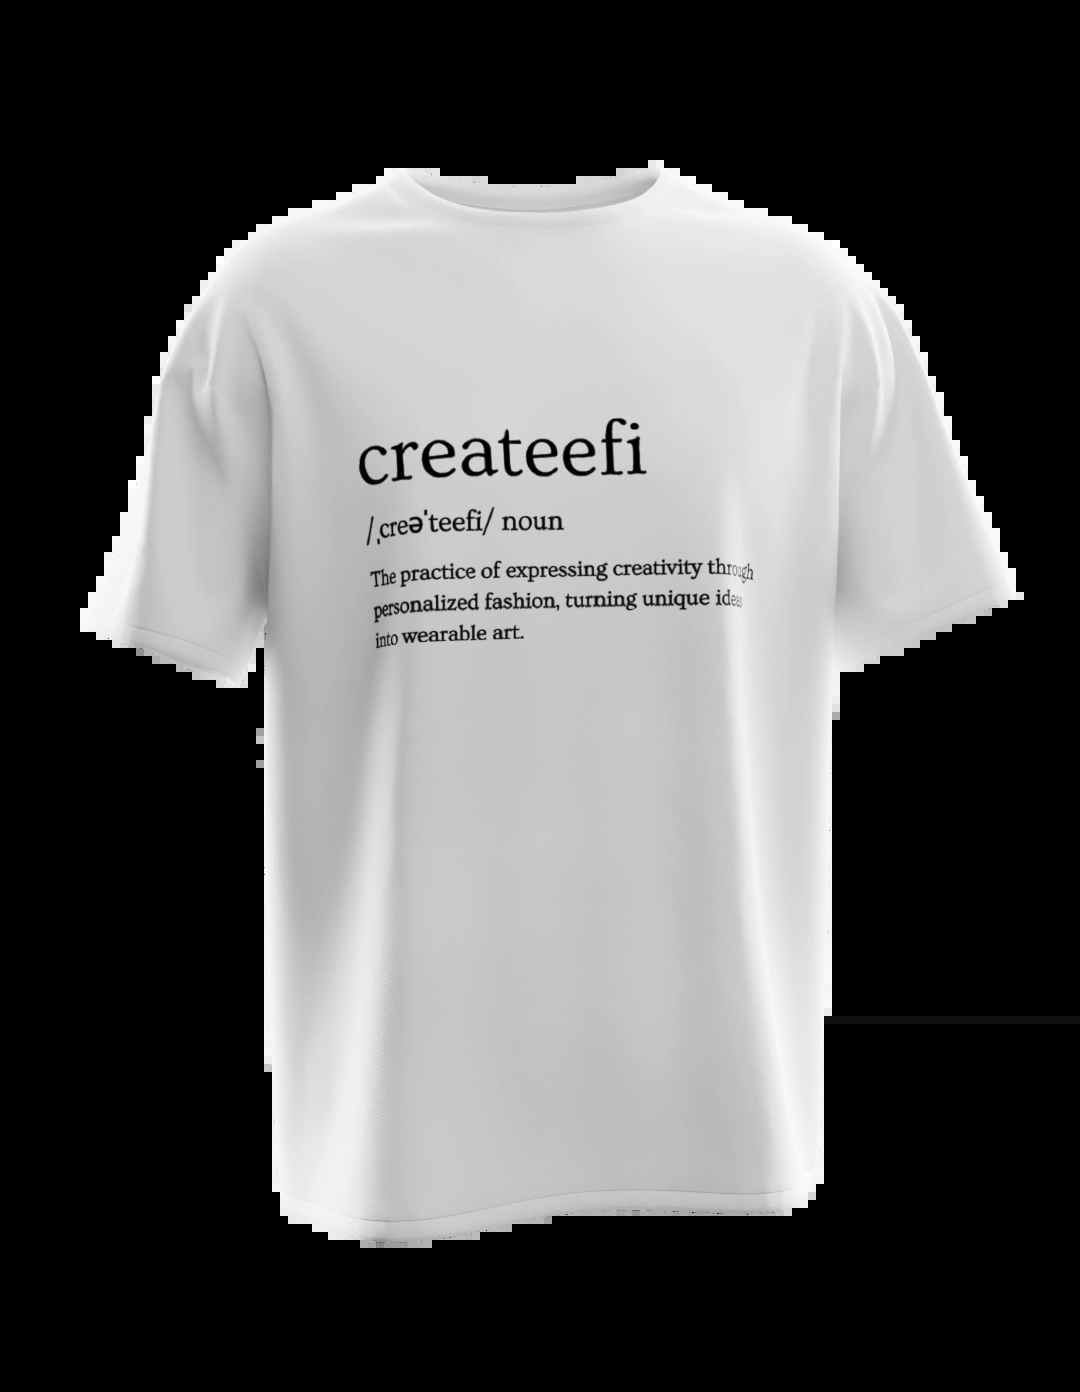 createefi
/ˌcreəˈteefi/ noun
The practice of expressing creativity through
personalized fashion, turning unique ideas
into wearable art.